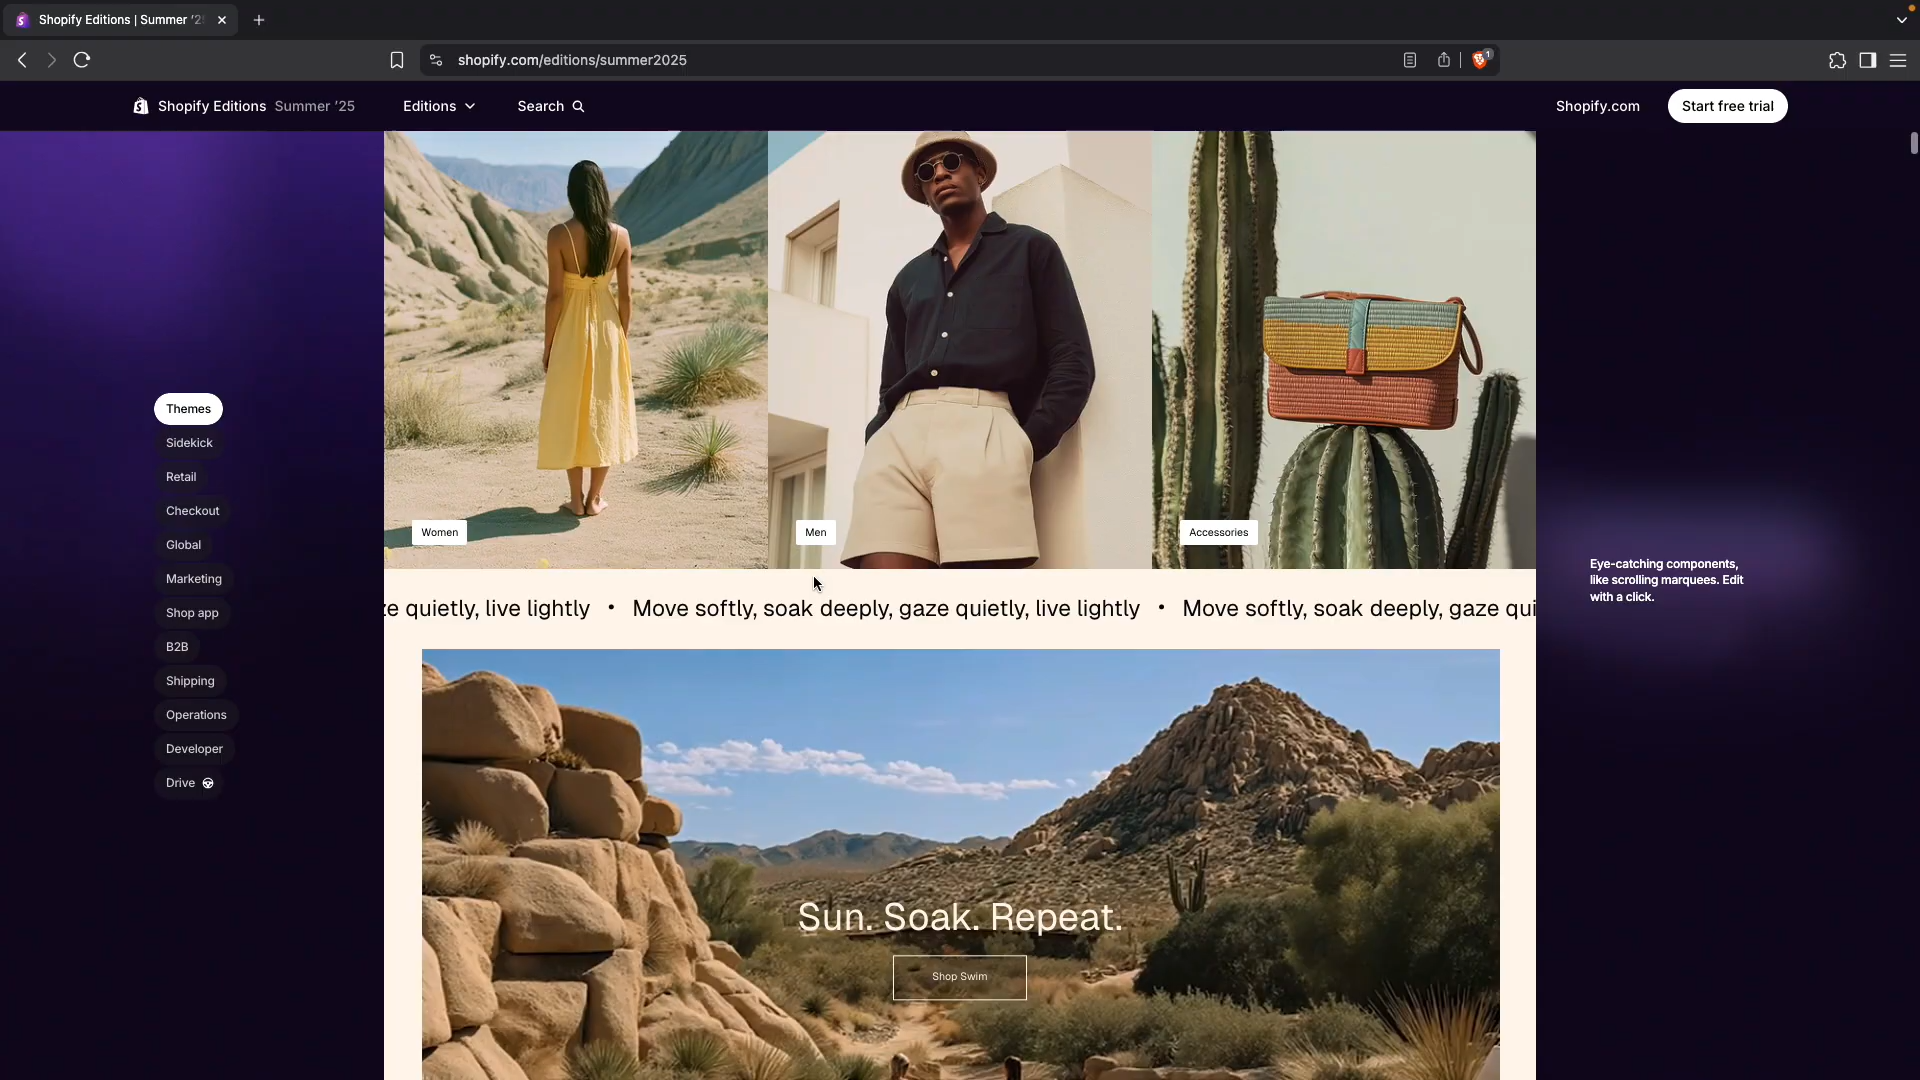 Shopify Editions | Summer '2
shopify.com/editions/summer2025
1
Shopify Editions Summer '25
Editions
Search
Shopify.com
Start free trial
Themes
Sidekick
Retail
Checkout
Global
Marketing
Shop app
B2B
Shipping
Operations
Developer
Drive
Women
Men
Accessories
ze quietly, live lightly • Move softly, soak deeply, gaze quietly, live lightly • Move softly, soak deeply, gaze qui
Eye-catching components,
like scrolling marquees. Edit
with a click.
Sun. Soak. Repeat.
Shop Swim